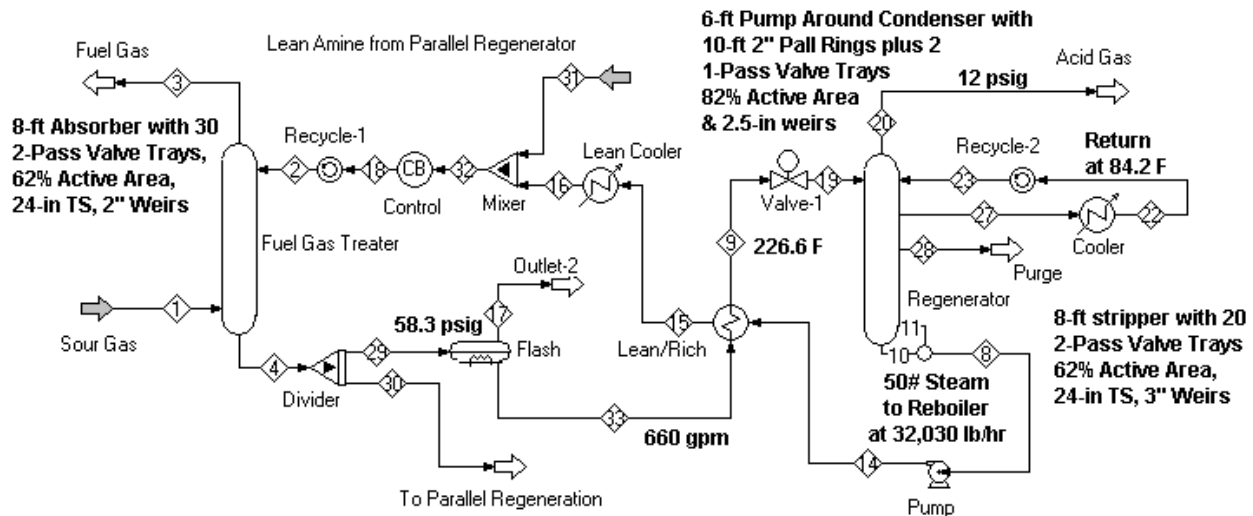 Fuel Gas
3
Lean Amine from Parallel Regenerator
31
6-ft Pump Around Condenser with
10-ft 2" Pall Rings plus 2
1-Pass Valve Trays
82% Active Area
& 2.5-in weirs
12 psig
Acid Gas
20
8-ft Absorber with 30
2-Pass Valve Trays,
62% Active Area,
24-in TS, 2" Weirs
Recycle-1
2
18
CB
Control
32
Mixer
16
Lean Cooler
Valve-1
19
Recycle-2
23
Return
at 84.2 F
27
22
Cooler
28
Purge
Fuel Gas Treater
9
226.6 F
Outlet-2
17
Regenerator
1
Sour Gas
58.3 psig
15
Lean/Rich
11
10
8
8-ft stripper with 20
2-Pass Valve Trays
62% Active Area,
24-in TS, 3" Weirs
4
29
Flash
30
Divider
33
660 gpm
50# Steam
to Reboiler
at 32,030 lb/hr
14
Pump
To Parallel Regeneration